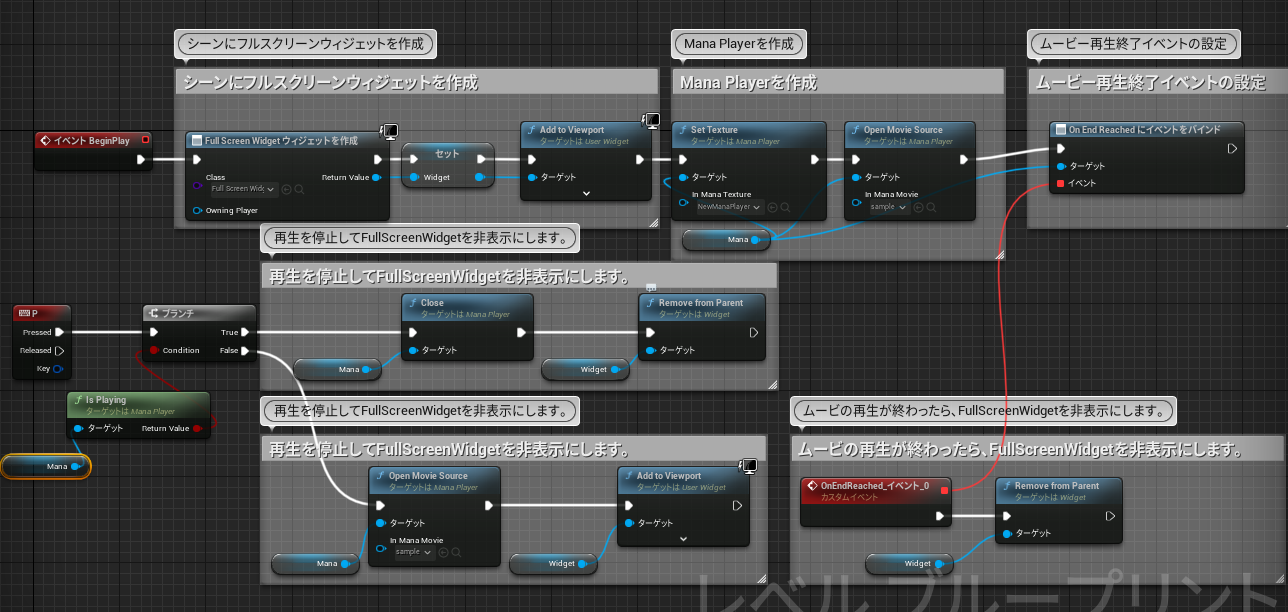 シーンにフルスクリーンウィジェットを作成
Mana Playerを作成
ムービー再生終了イベントの設定
シーンにフルスクリーンウィジェットを作成
Mana Playerを作成
ムービー再生終了イベントの設定
イベント BeginPlay
Full Screen Widget ウィジェットを作成
Class
Full Screen Widg
Return Value
Owning Player
セット
Widget
Add to Viewport
ターゲットは User Widget
ターゲット
Set Texture
ターゲットは Mana Player
ターゲット
In Mana Texture
NewManaPlayer
Open Movie Source
ターゲットは Mana Player
ターゲット
In Mana Movie
sample
Mana
On End Reached にイベントをバインド
ターゲット
イベント
再生を停止してFullScreenWidgetを非表示にします。
再生を停止してFullScreenWidgetを非表示にします。
P
Pressed
Released
Key
ブランチ
True
Condition
False
Close
ターゲットは Mana Player
ターゲット
Mana
Remove from Parent
ターゲットは Widget
ターゲット
Widget
Is Playing
ターゲットは Mana Player
ターゲット
Return Value
Mana
再生を停止してFullScreenWidgetを非表示にします。
再生を停止してFullScreenWidgetを非表示にします。
Open Movie Source
ターゲットは Mana Player
ターゲット
In Mana Movie
sample
Mana
Add to Viewport
ターゲットは User Widget
ターゲット
Widget
ムービの再生が終わったら、FullScreenWidgetを非表示にします。
ムービの再生が終わったら、FullScreenWidgetを非表示にします。
OnEndReached_イベント_0
カスタムイベント
Remove from Parent
ターゲットは Widget
ターゲット
Widget
レベル ブループリント